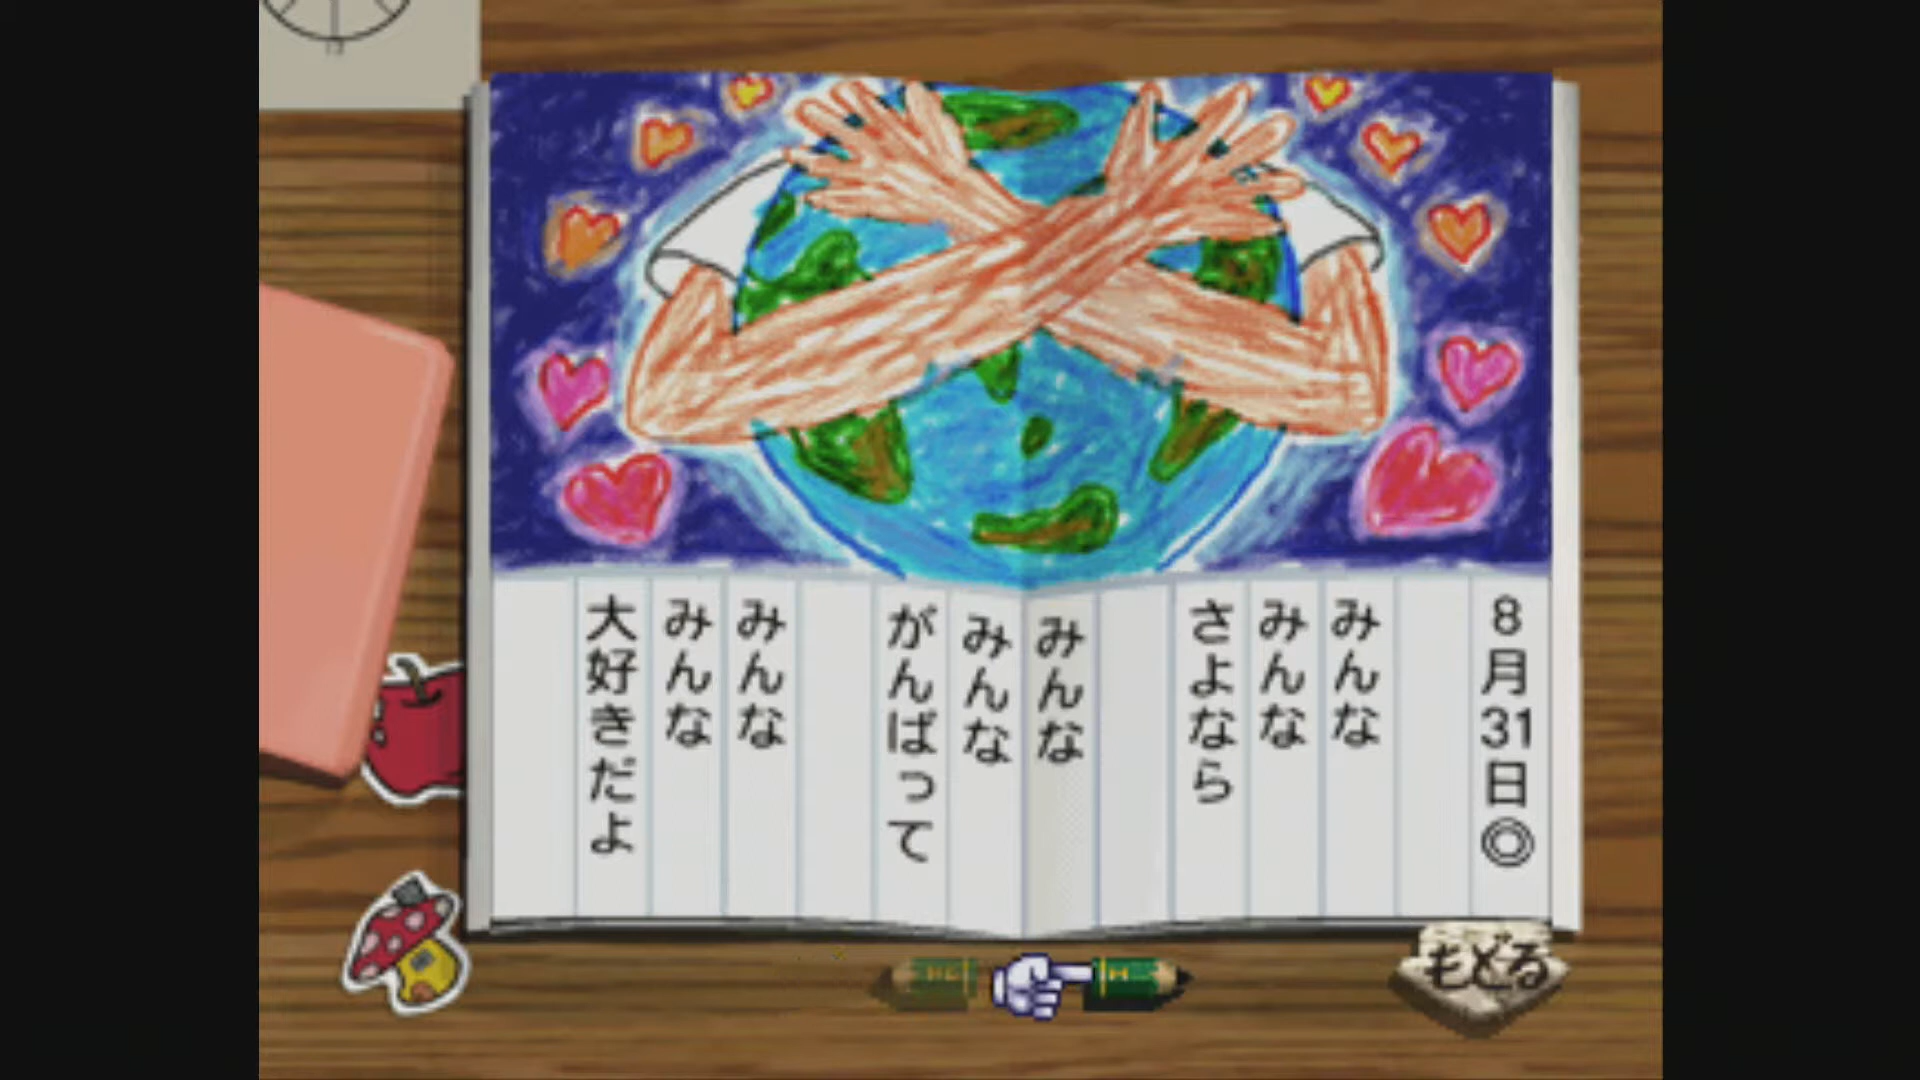 8月31日◎
みんな
みんな
さよなら
みんな
みんな
がんばって
みんな
みんな
大好きだよ
もどる